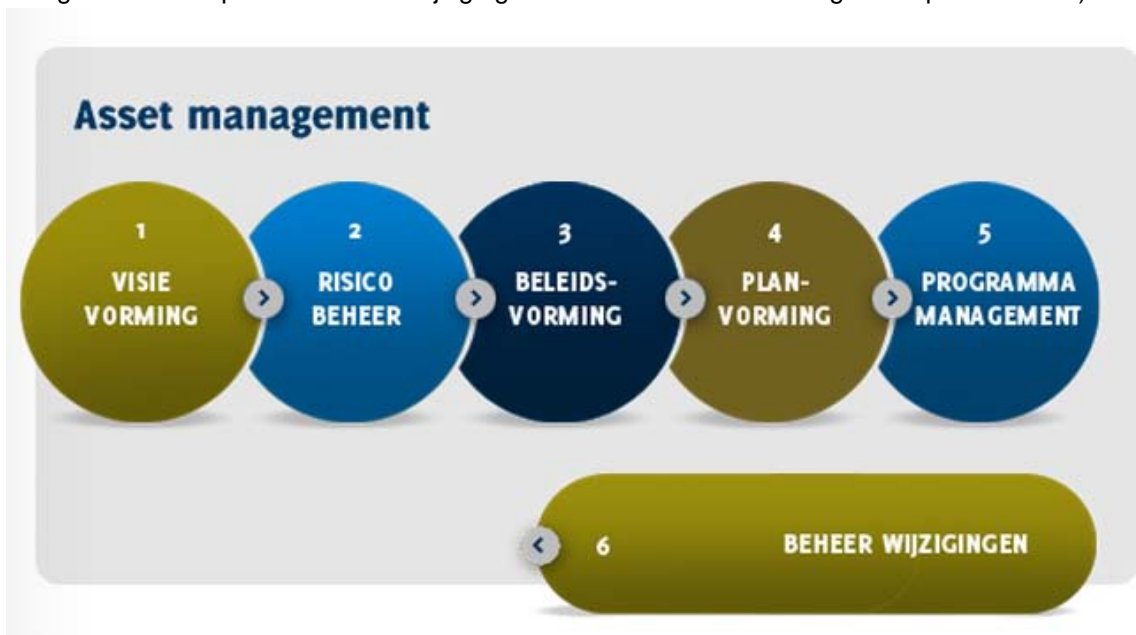 Asset management
1
VISIE
VORMING
2
RISICO
BEHEER
3
BELEIDS-
VORMING
4
PLAN-
VORMING
5
PROGRAMMA
MANAGEMENT
6
BEHEER WIJZIGINGEN